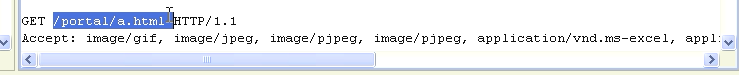 GET /portal/a.html HTTP/1.1
Accept: image/gif, image/jpeg, image/pjpeg, image/pjpeg, application/vnd.ms-excel,